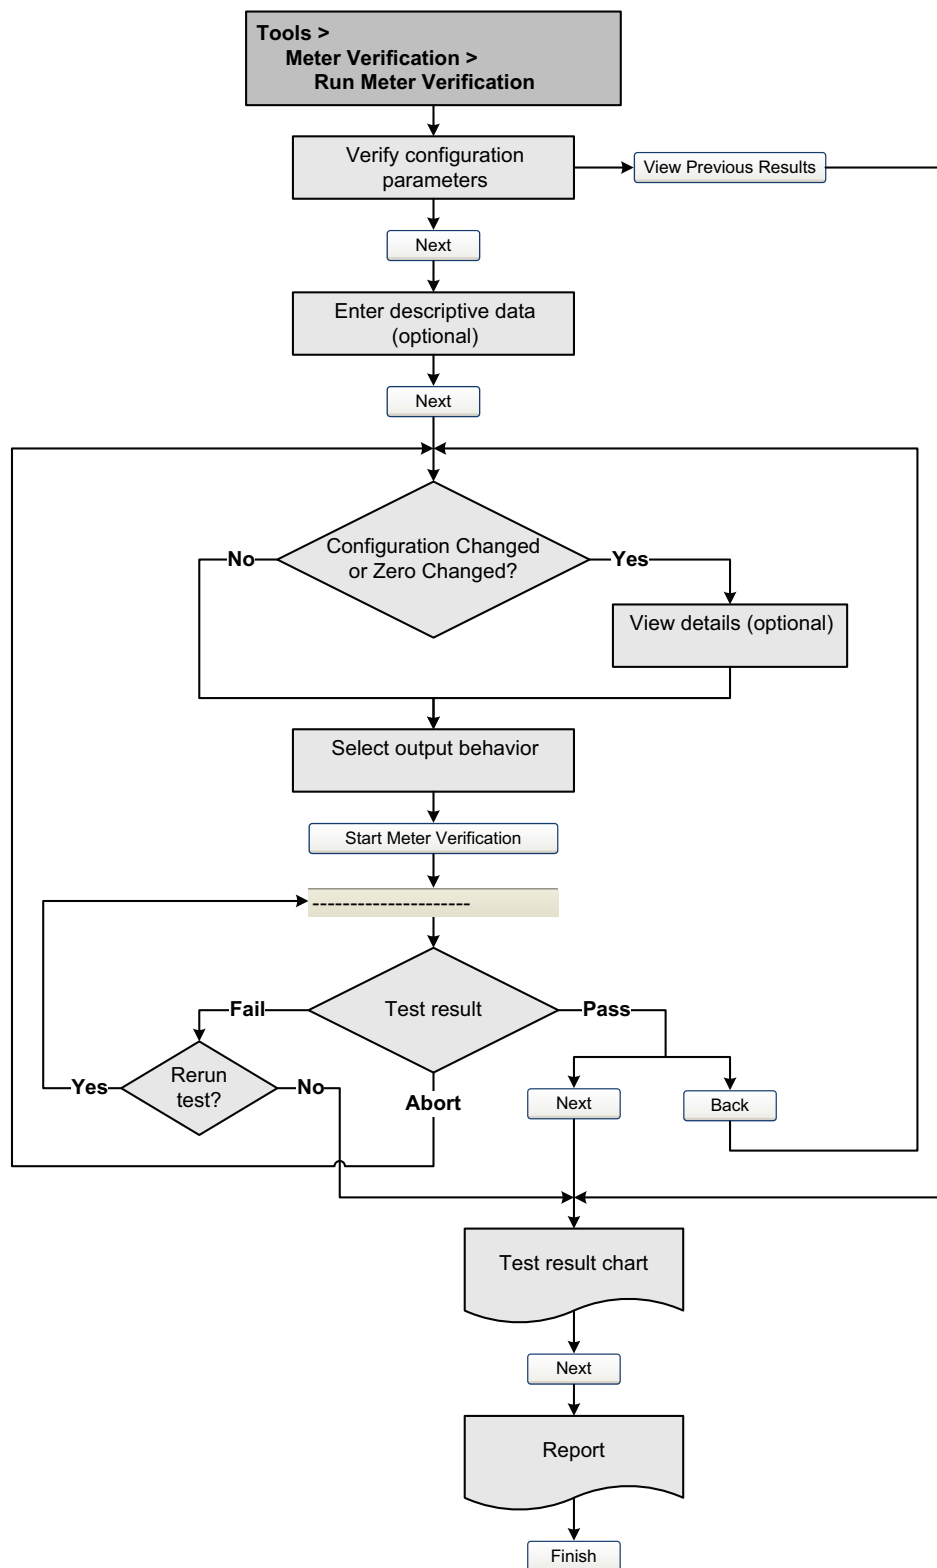 Tools >
Meter Verification >
Run Meter Verification
Verify configuration
parameters
View Previous Results
Next
Enter descriptive data
(optional)
Next
Configuration Changed
or Zero Changed?
No
Yes
View details (optional)
Select output behavior
Start Meter Verification
---------------------
Test result
Fail
Pass
Rerun
test?
Yes
No
Abort
Next
Back
Test result chart
Next
Report
Finish